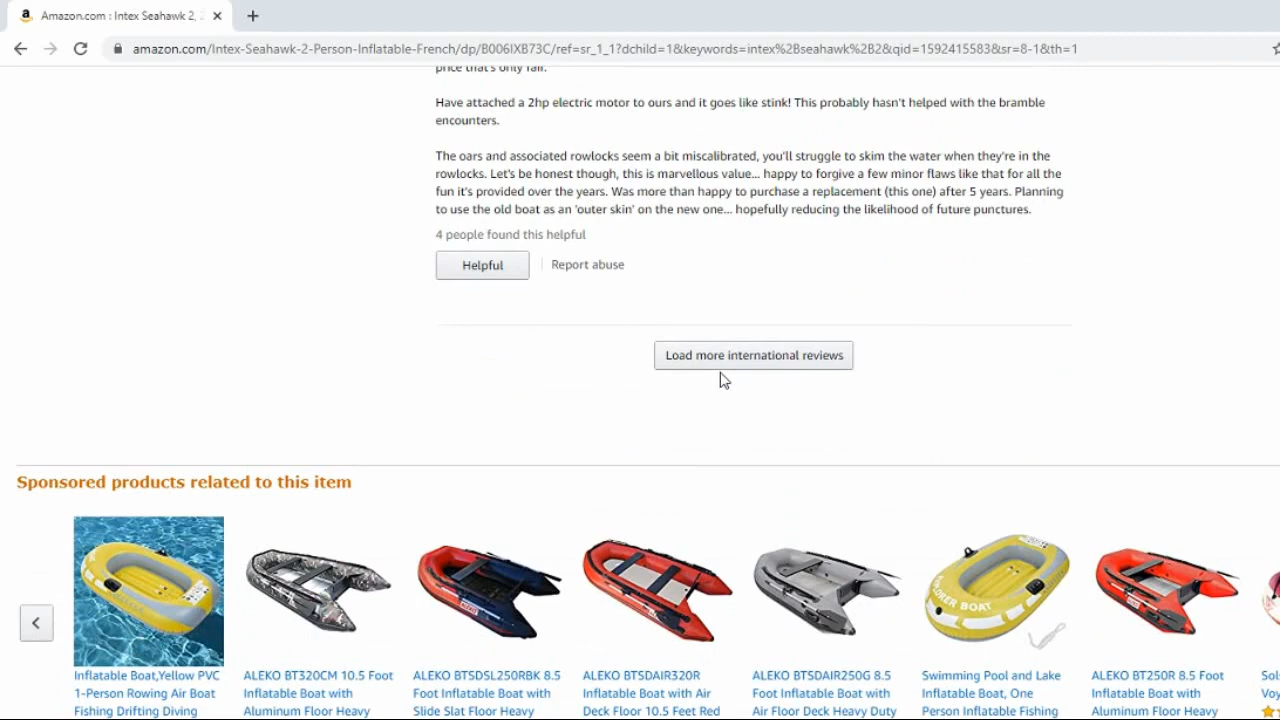 Amazon.com : Intex Seahawk 2, 2
amazon.com/Intex-Seahawk-2-Person-Inflatable-French/dp/B006IXB73C/ref=sr_1_1?dchild=1&keywords=intex%2Bseahawk%2B2&qid=1592415583&sr=8-1&th=1
price that's only fair.
Have attached a 2hp electric motor to ours and it goes like stink! This probably hasn't helped with the bramble
encounters.
The oars and associated rowlocks seem a bit miscalibrated, you'll struggle to skim the water when they're in the
rowlocks. Let's be honest though, this is marvellous value... happy to forgive a few minor flaws like that for all the
fun it's provided over the years. Was more than happy to purchase a replacement (this one) after 5 years. Planning
to use the old boat as an 'outer skin' on the new one... hopefully reducing the likelihood of future punctures.
4 people found this helpful
Helpful
Report abuse
Load more international reviews
Sponsored products related to this item
Inflatable Boat,Yellow PVC
1-Person Rowing Air Boat
Fishing Drifting Diving
ALEKO BT320CM 10.5 Foot
Inflatable Boat with
Aluminum Floor Heavy
ALEKO BTSDSL250RBK 8.5
Foot Inflatable Boat with
Slide Slat Floor Heavy
ALEKO BTSDAIR320R
Inflatable Boat with Air
Deck Floor 10.5 Feet Red
ALEKO BTSDAIR250G 8.5
Foot Inflatable Boat with
Air Floor Deck Heavy Duty
Swimming Pool and Lake
Inflatable Boat, One
Person Inflatable Fishing
ALEKO BT250R 8.5 Foot
Inflatable Boat with
Aluminum Floor Heavy